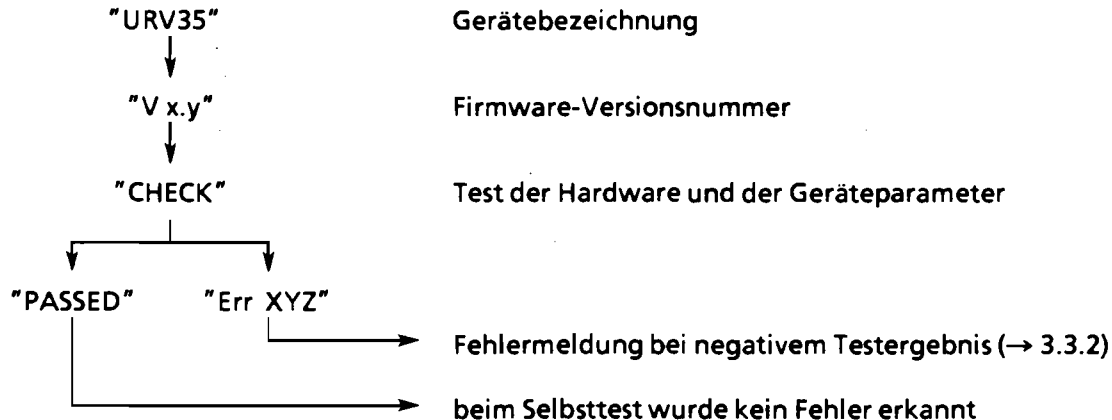 "URV35" Gerätebezeichnung
"V x.y" Firmware-Versionsnummer
"CHECK" Test der Hardware und der Geräteparameter
"PASSED" "Err XYZ"
Fehlermeldung bei negativem Testergebnis (→ 3.3.2)
beim Selbsttest wurde kein Fehler erkannt